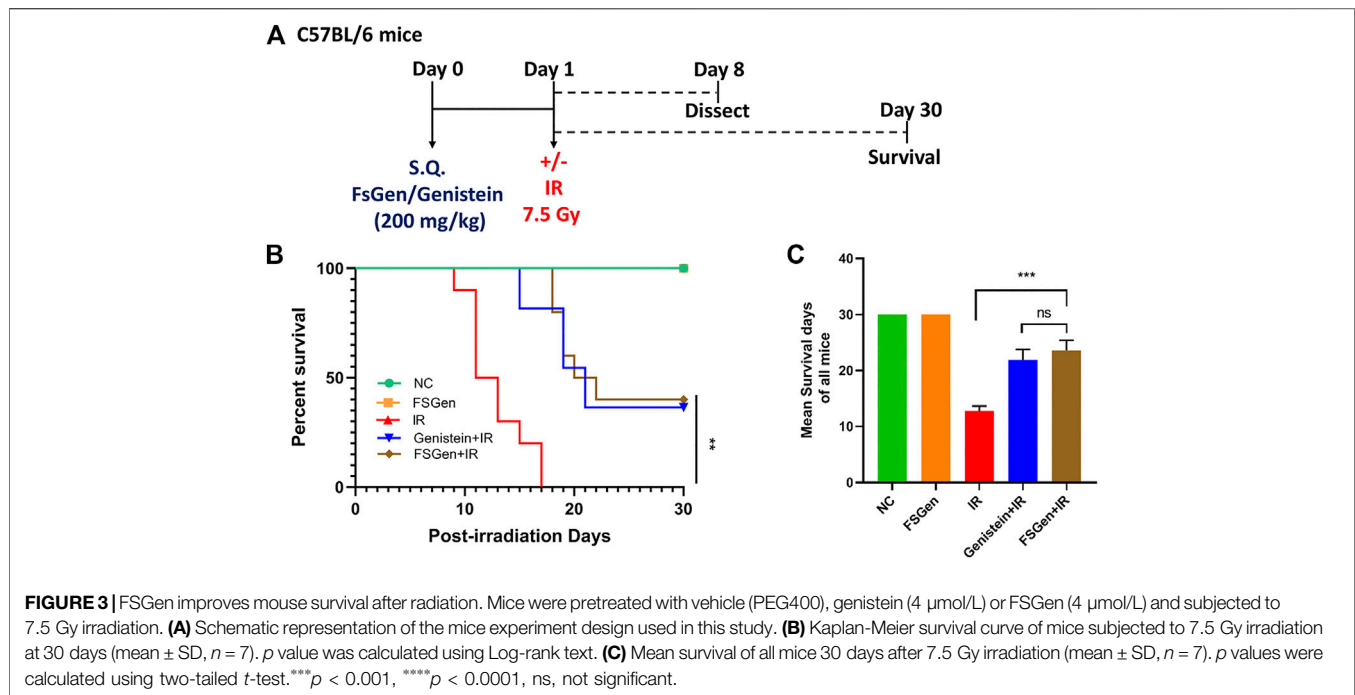 A C57BL/6 mice
Day 0 Day 1 Day 8
Dissect Day 30
Survival
S.Q.
FsGen/Genistein
(200 mg/kg)
+/-
IR
7.5 Gy
B
Percent survival
100
50
0
0 10 20 30
Post-irradiation Days
NC
FSGen
IR
Genistein+IR
FSGen+IR
**
C
Mean Survival days
of all mice
40
30
20
10
0
***
ns
NC FSGen IR Genistein+IR FSGen+IR
FIGURE 3 | FSGen improves mouse survival after radiation. Mice were pretreated with vehicle (PEG400), genistein (4 μmol/L) or FSGen (4 μmol/L) and subjected to
7.5 Gy irradiation. (A) Schematic representation of the mice experiment design used in this study. (B) Kaplan-Meier survival curve of mice subjected to 7.5 Gy irradiation
at 30 days (mean ± SD, n = 7). p value was calculated using Log-rank text. (C) Mean survival of all mice 30 days after 7.5 Gy irradiation (mean ± SD, n = 7). p values were
calculated using two-tailed t-test.***p < 0.001, ****p < 0.0001, ns, not significant.